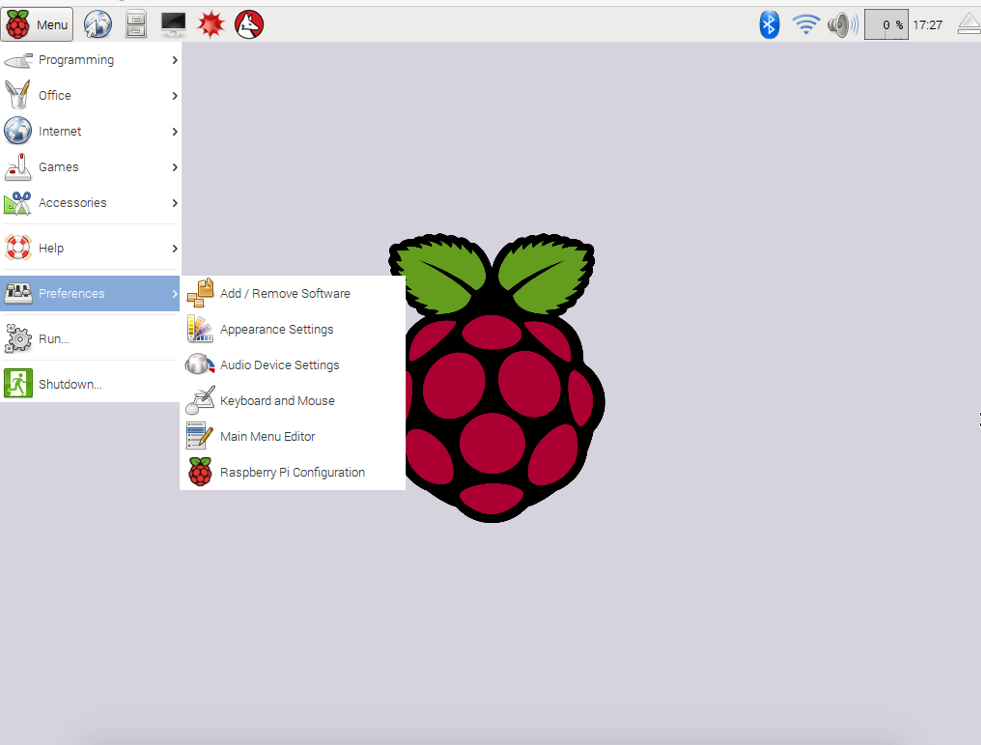 Menu
0 %
17:27
Programming
Office
Internet
Games
Accessories
Help
Preferences
Add / Remove Software
Appearance Settings
Run...
Audio Device Settings
Shutdown...
Keyboard and Mouse
Main Menu Editor
Raspberry Pi Configuration